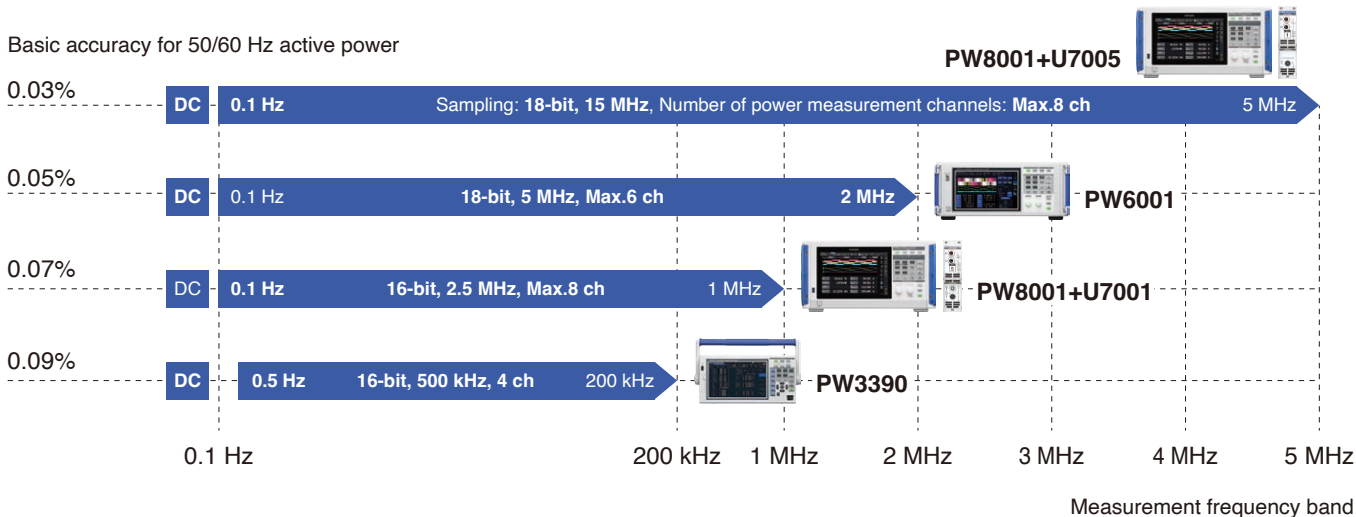 Basic accuracy for 50/60 Hz active power
PW8001+U7005
0.03%
DC 0.1 Hz Sampling: 18-bit, 15 MHz, Number of power measurement channels: Max.8 ch 5 MHz
0.05%
DC 0.1 Hz 18-bit, 5 MHz, Max.6 ch 2 MHz PW6001
0.07%
DC 0.1 Hz 16-bit, 2.5 MHz, Max.8 ch 1 MHz PW8001+U7001
0.09%
DC 0.5 Hz 16-bit, 500 kHz, 4 ch 200 kHz PW3390
0.1 Hz 200 kHz 1 MHz 2 MHz 3 MHz 4 MHz 5 MHz
Measurement frequency band